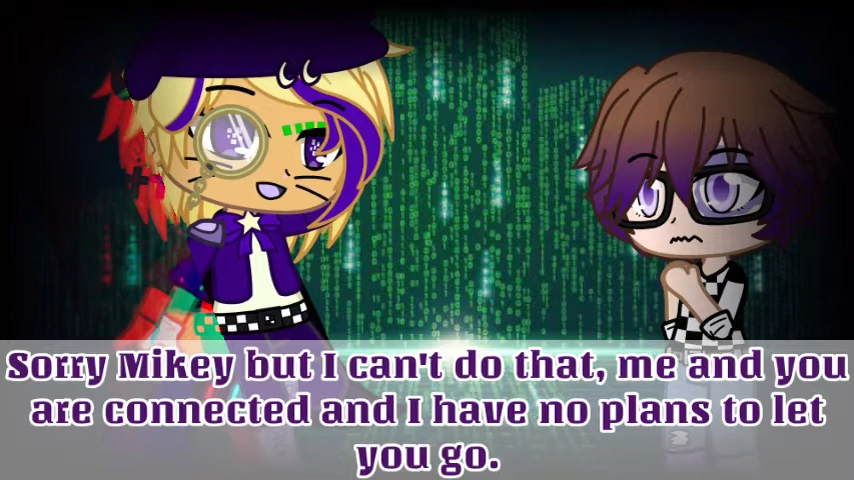 Sorry Mikey but I can't do that, me and you
are connected and I have no plans to let
you go.